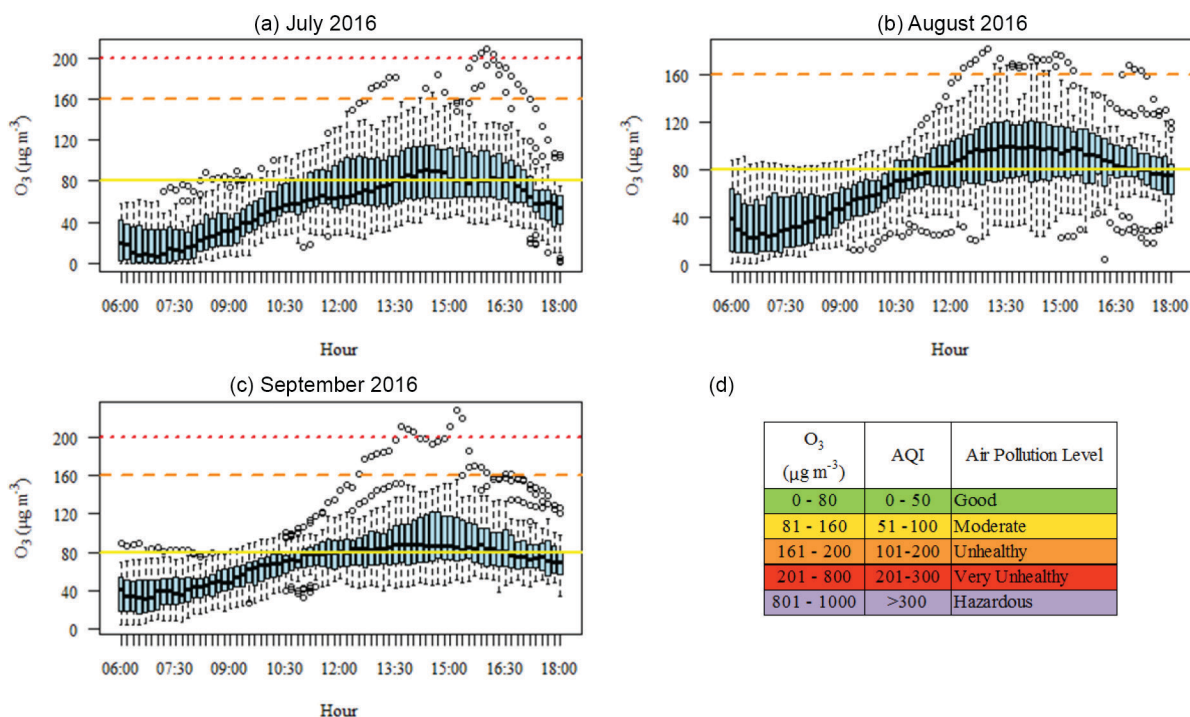 (a) July 2016
O₃ (µg m⁻³)
200
160
120
80
40
0
06:00 07:30 09:00 10:30 12:00 13:30 15:00 16:30 18:00
Hour
(b) August 2016
O₃ (µg m⁻³)
160
120
80
40
0
06:00 07:30 09:00 10:30 12:00 13:30 15:00 16:30 18:00
Hour
(c) September 2016
O₃ (µg m⁻³)
200
160
120
80
40
0
06:00 07:30 09:00 10:30 12:00 13:30 15:00 16:30 18:00
Hour
(d)
O₃ (µg m⁻³) AQI Air Pollution Level
0 - 80 0 - 50 Good
81 - 160 51 -100 Moderate
161 - 200 101-200 Unhealthy
201 - 800 201-300 Very Unhealthy
801 - 1000 >300 Hazardous